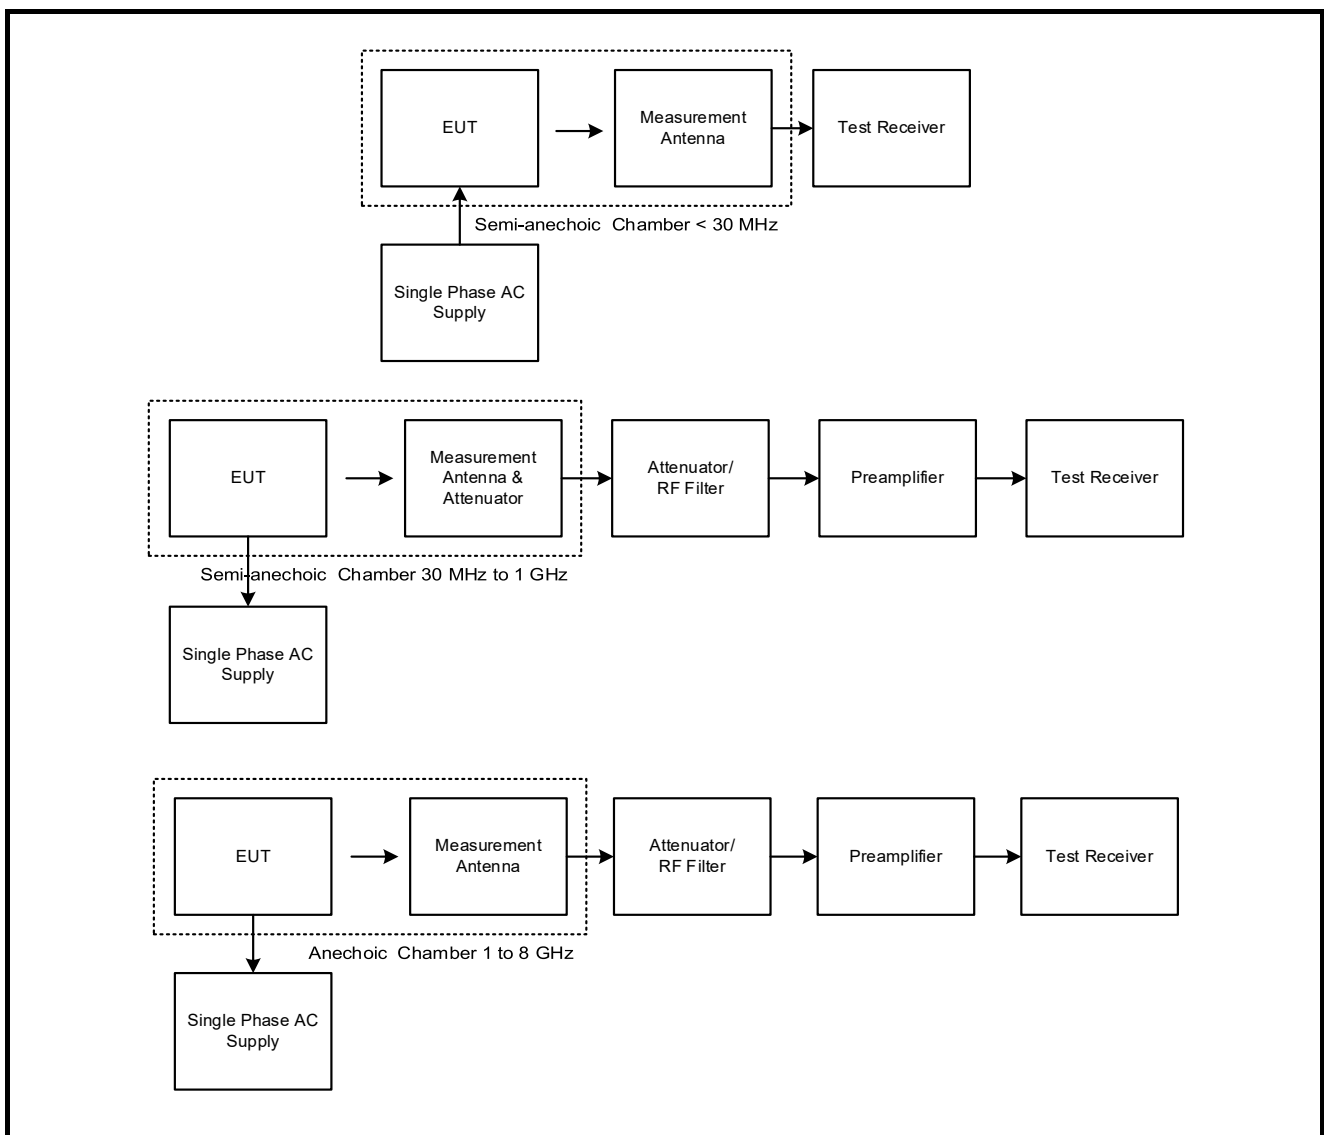 EUT
Measurement
Antenna
Test Receiver
Semi-anechoic Chamber < 30 MHz
Single Phase AC
Supply
EUT
Measurement
Antenna &
Attenuator
Attenuator/
RF Filter
Preamplifier
Test Receiver
Semi-anechoic Chamber 30 MHz to 1 GHz
Single Phase AC
Supply
EUT
Measurement
Antenna
Attenuator/
RF Filter
Preamplifier
Test Receiver
Anechoic Chamber 1 to 8 GHz
Single Phase AC
Supply